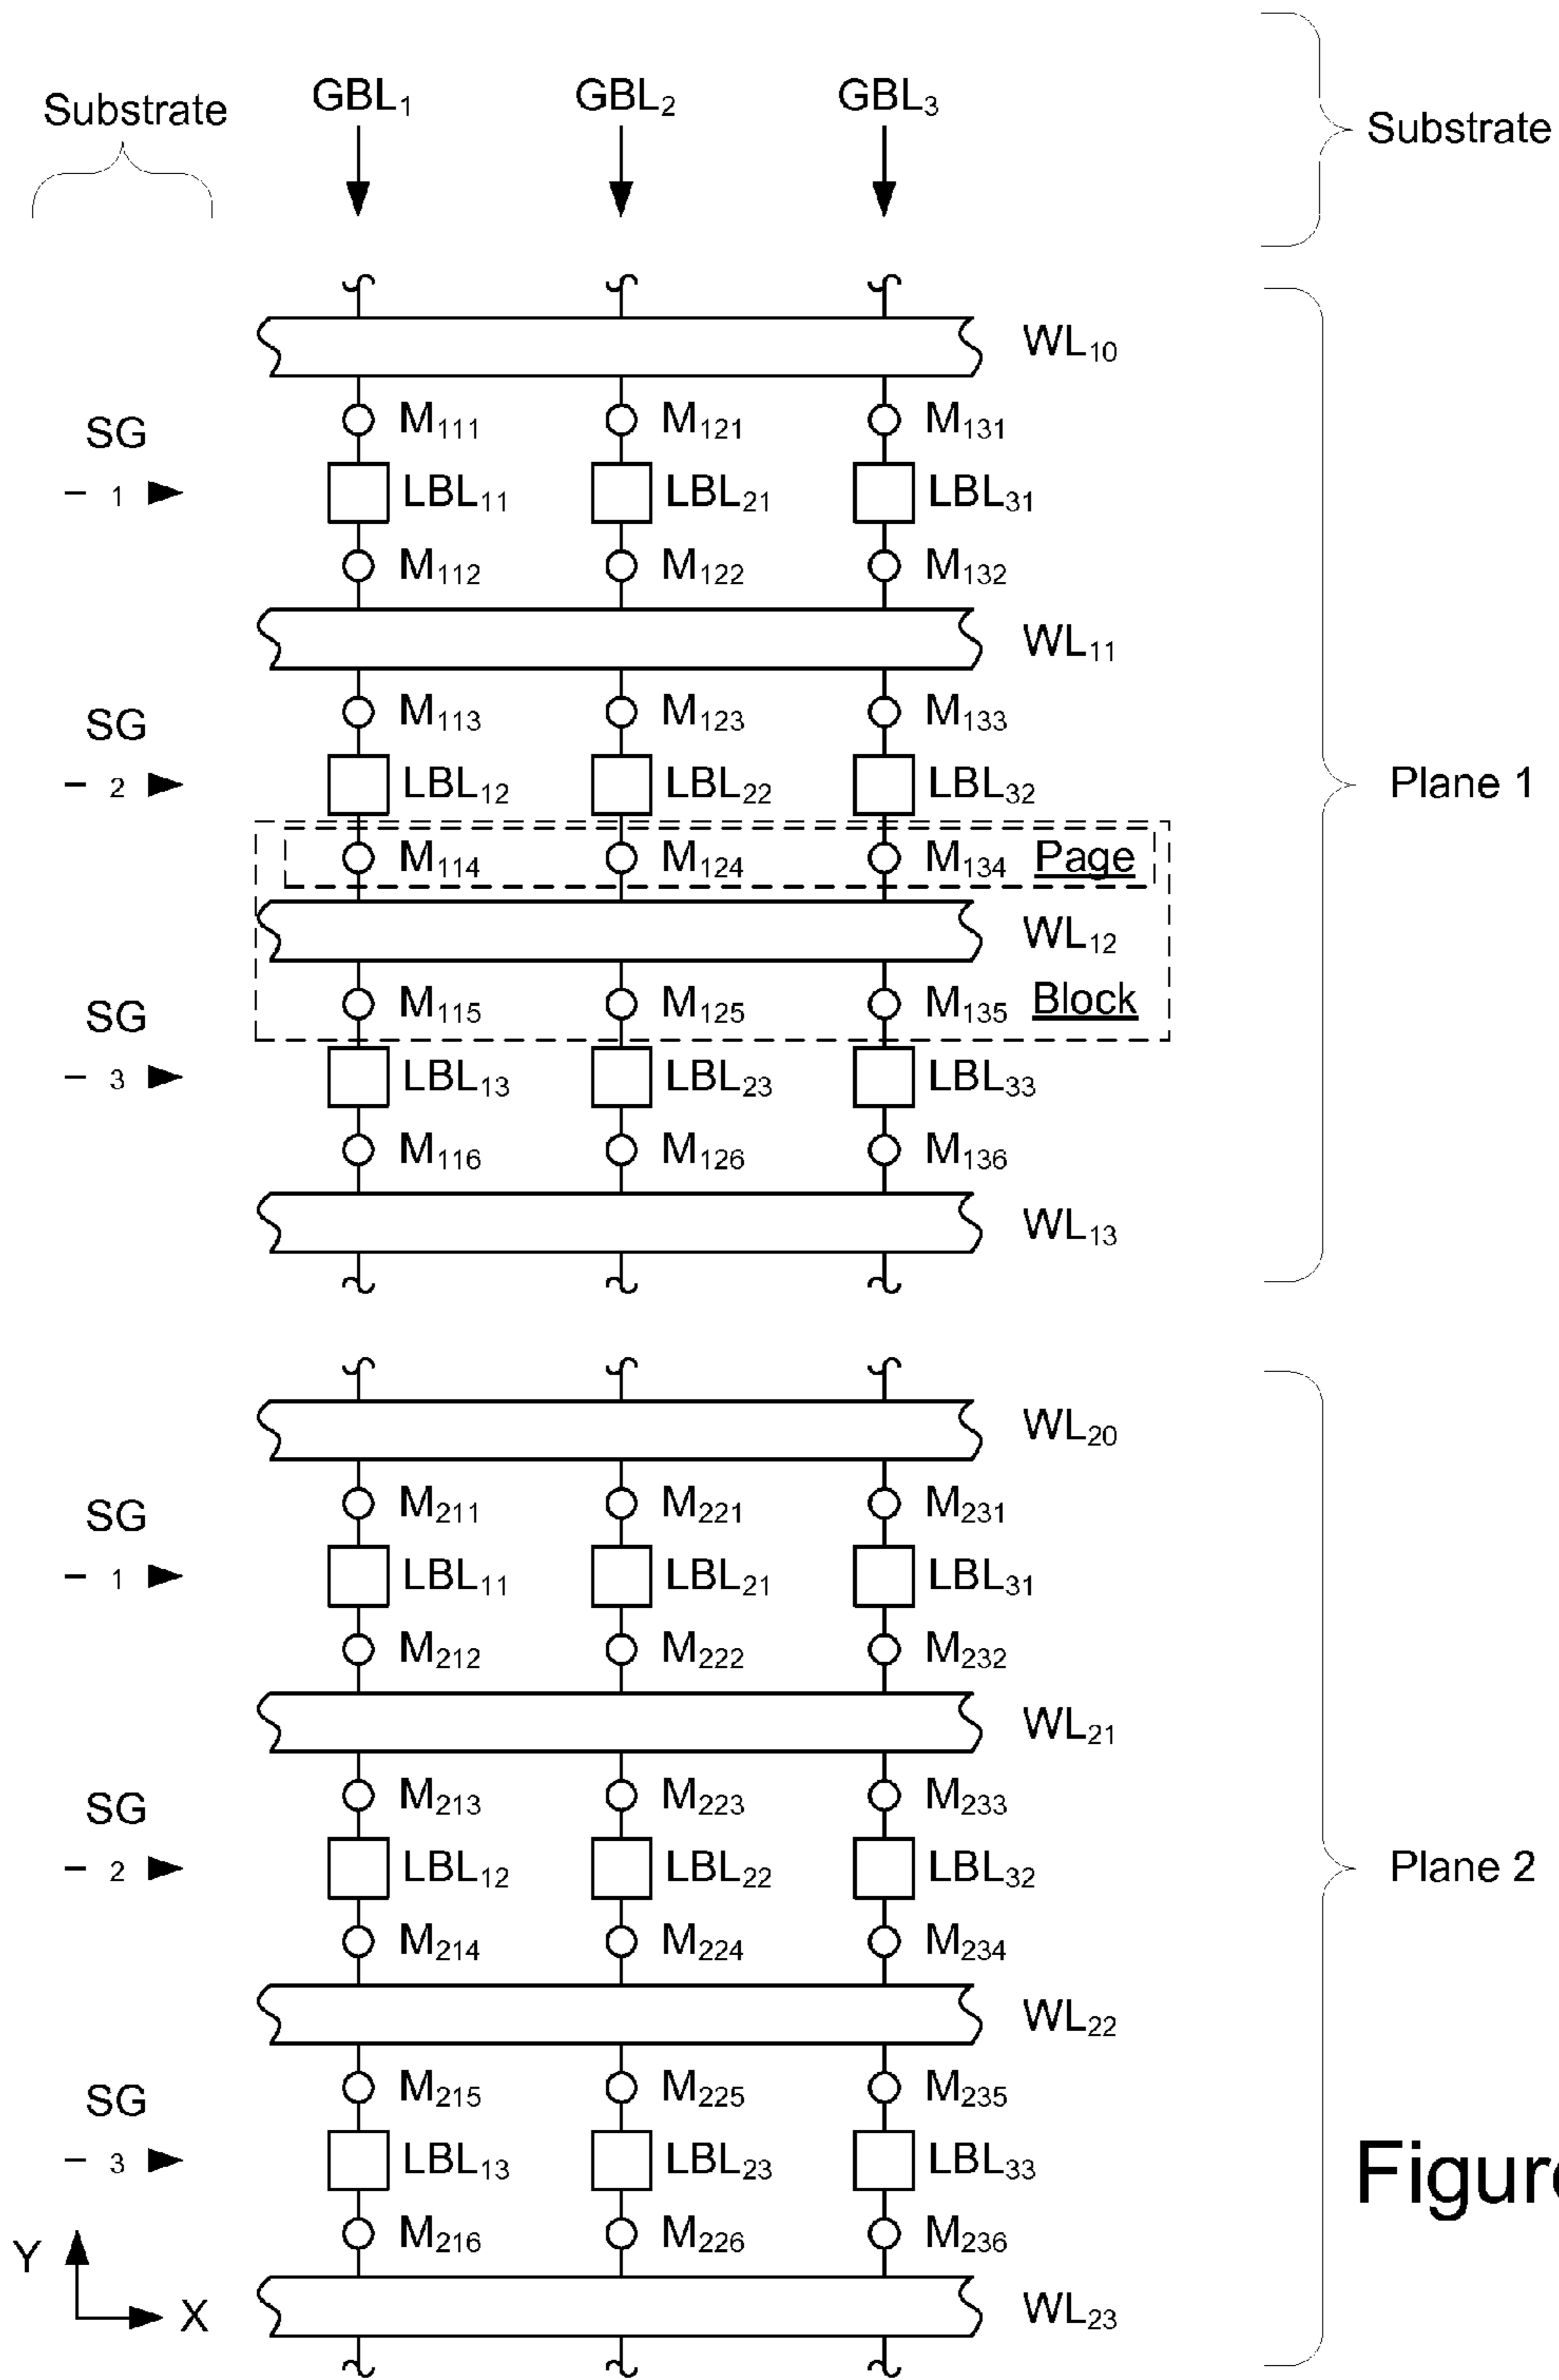 Substrate GBL₁ GBL₂ GBL₃ Substrate
WL₁₀
SG M₁₁₁ M₁₂₁ M₁₃₁
1 LBL₁₁ LBL₂₁ LBL₃₁
M₁₁₂ M₁₂₂ M₁₃₂
WL₁₁
SG M₁₁₃ M₁₂₃ M₁₃₃
2 LBL₁₂ LBL₂₂ LBL₃₂ Plane 1
M₁₁₄ M₁₂₄ M₁₃₄ Page
WL₁₂
SG M₁₁₅ M₁₂₅ M₁₃₅ Block
3 LBL₁₃ LBL₂₃ LBL₃₃
M₁₁₆ M₁₂₆ M₁₃₆
WL₁₃
WL₂₀
SG M₂₁₁ M₂₂₁ M₂₃₁
1 LBL₁₁ LBL₂₁ LBL₃₁
M₂₁₂ M₂₂₂ M₂₃₂
WL₂₁
SG M₂₁₃ M₂₂₃ M₂₃₃
2 LBL₁₂ LBL₂₂ LBL₃₂ Plane 2
M₂₁₄ M₂₂₄ M₂₃₄
WL₂₂
SG M₂₁₅ M₂₂₅ M₂₃₅
3 LBL₁₃ LBL₂₃ LBL₃₃ Figure
M₂₁₆ M₂₂₆ M₂₃₆
Y
X WL₂₃